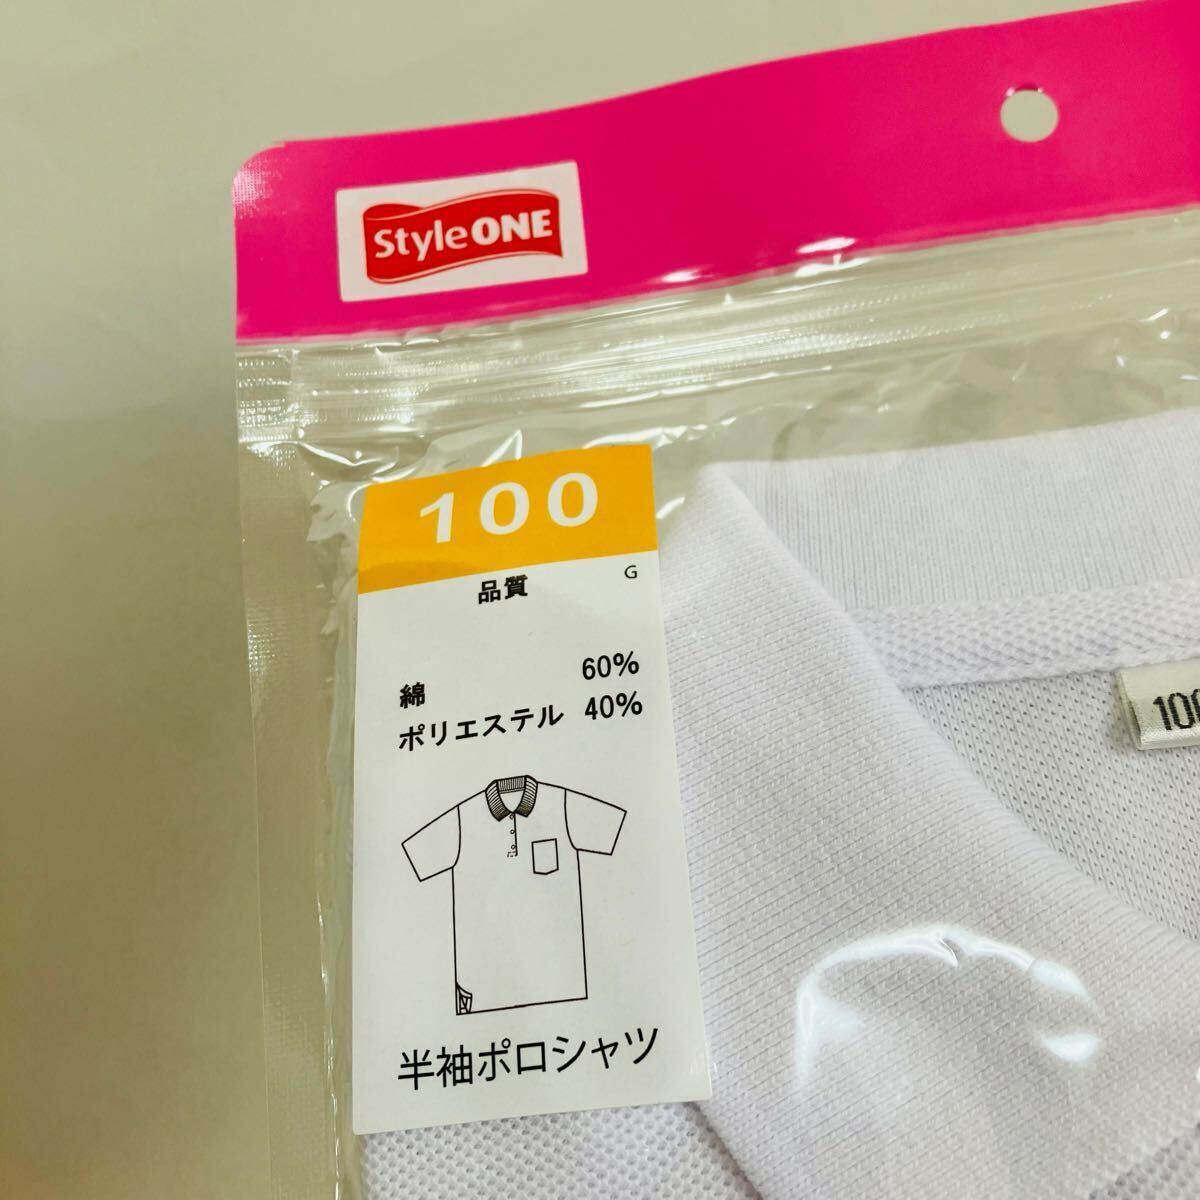 StyleONE
100
品質
G
綿 60%
ポリエステル 40%
半袖ポロシャツ